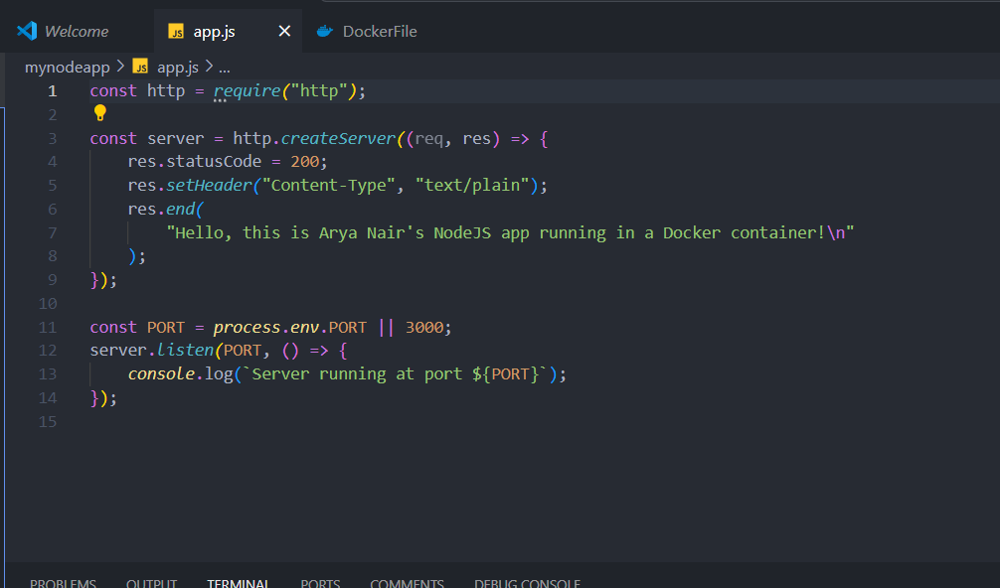 Welcome
app.js
DockerFile
mynodeapp > JS app.js > ...
1 const http = require("http");
2
3 const server = http.createServer((req, res) => {
4 res.statusCode = 200;
5 res.setHeader("Content-Type", "text/plain");
6 res.end(
7 "Hello, this is Arya Nair's NodeJS app running in a Docker container!\n"
8 );
9 });
10
11 const PORT = process.env.PORT || 3000;
12 server.listen(PORT, () => {
13 console.log(`Server running at port ${PORT}`);
14 });
15
PROBLEMS OUTPUT TERMINAL PORTS COMMENTS DEBUG CONSOLE